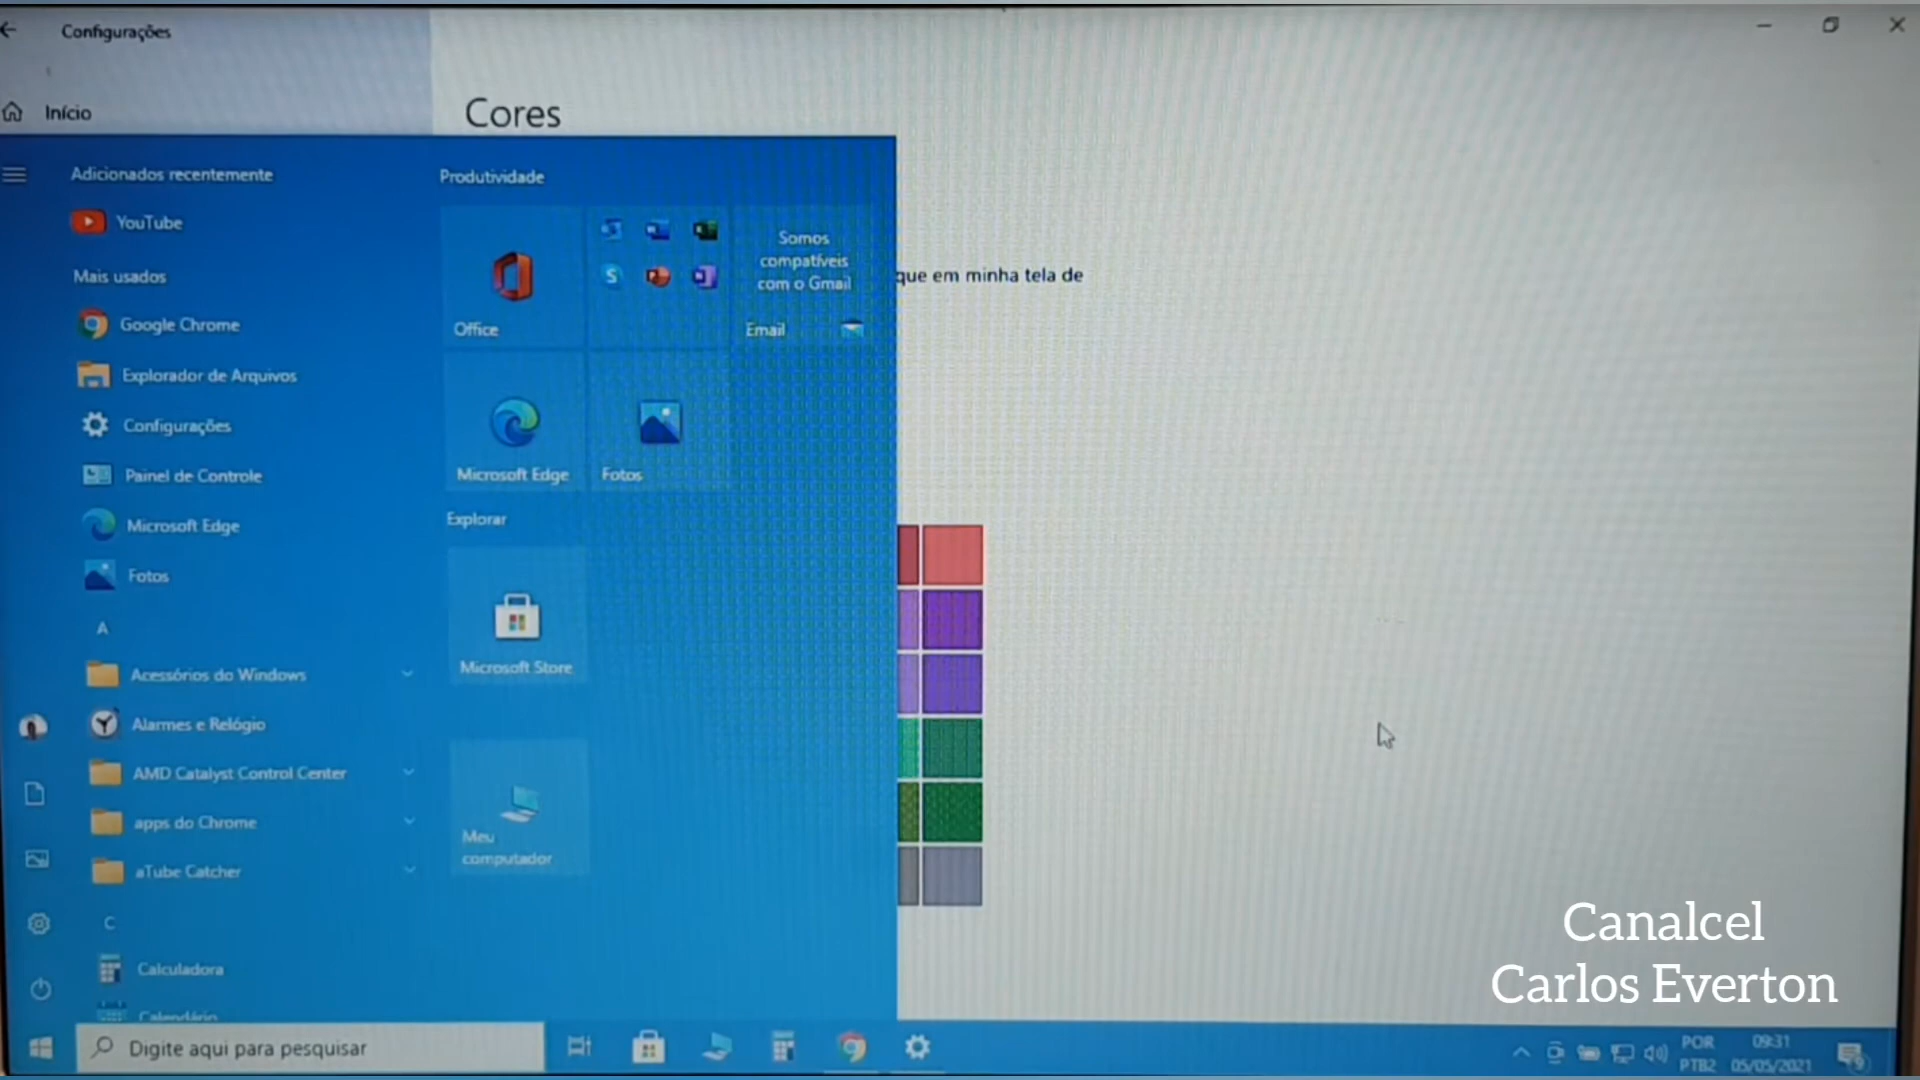 Configurações
Início
Cores
Adicionados recentemente
YouTube
Mais usados
Google Chrome
Explorador de Arquivos
Configurações
Painel de Controle
Microsoft Edge
Fotos
A
Acessórios do Windows
Alarmes e Relógio
AMD Catalyst Control Center
apps do Chrome
aTube Catcher
C
Calculadora
Calendário
Produtividade
Office
Somos
compatíveis
com o Gmail
Email
Microsoft Edge
Fotos
Explorar
Microsoft Store
Meu
computador
que em minha tela de
Canalcel
Carlos Everton
Digite aqui para pesquisar
POR
PTB2
09:31
05/05/2021